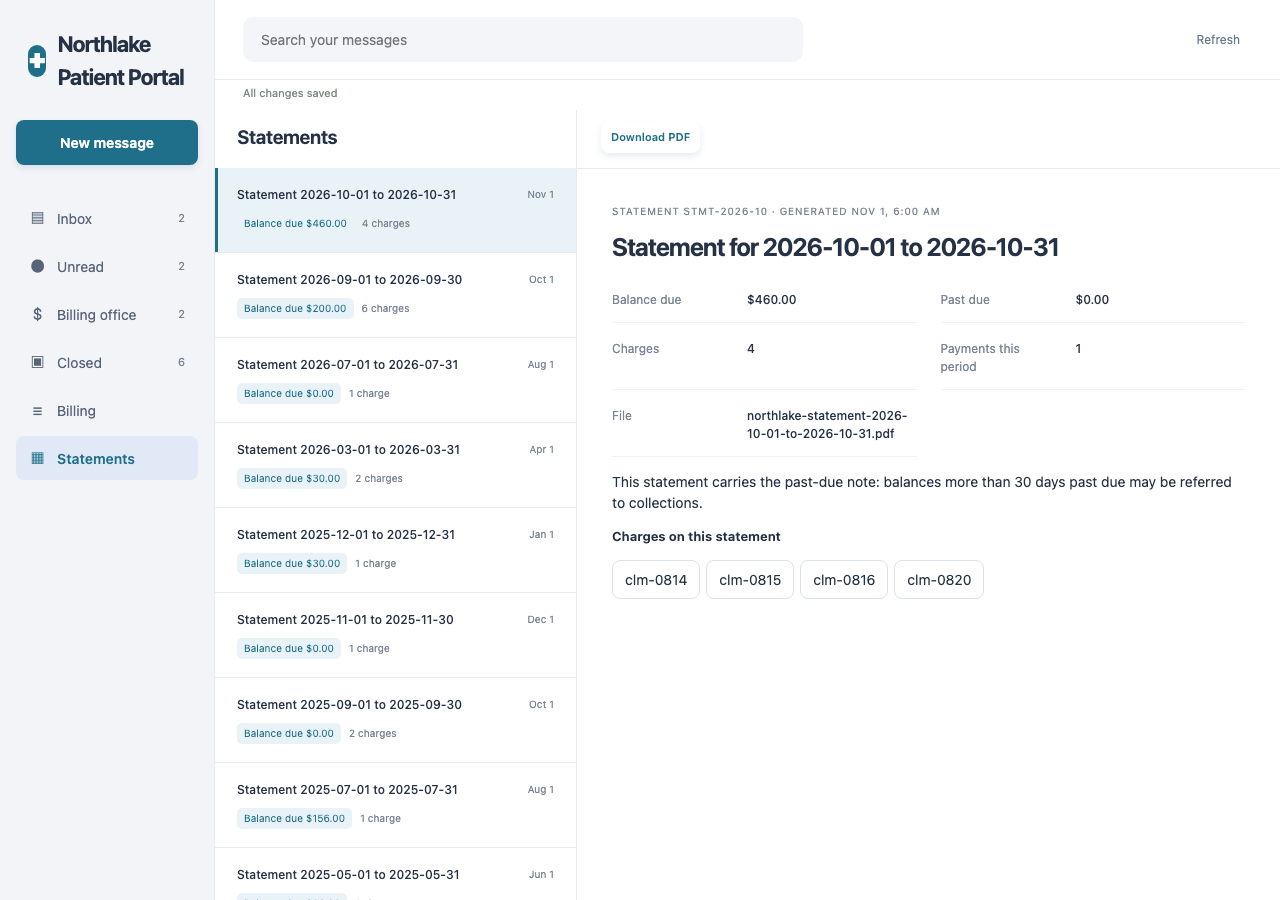 Northlake
Patient Portal
New message
Inbox 2
Unread 2
$ Billing office 2
Closed 6
Billing
Statements
Search your messages
Refresh
All changes saved
Statements
Statement 2026-10-01 to 2026-10-31 Nov 1
Balance due $460.00 4 charges
Statement 2026-09-01 to 2026-09-30 Oct 1
Balance due $200.00 6 charges
Statement 2026-07-01 to 2026-07-31 Aug 1
Balance due $0.00 1 charge
Statement 2026-03-01 to 2026-03-31 Apr 1
Balance due $30.00 2 charges
Statement 2025-12-01 to 2025-12-31 Jan 1
Balance due $30.00 1 charge
Statement 2025-11-01 to 2025-11-30 Dec 1
Balance due $0.00 1 charge
Statement 2025-09-01 to 2025-09-30 Oct 1
Balance due $0.00 2 charges
Statement 2025-07-01 to 2025-07-31 Aug 1
Balance due $156.00 1 charge
Statement 2025-05-01 to 2025-05-31 Jun 1
Download PDF
STATEMENT STMT-2026-10 · GENERATED NOV 1, 6:00 AM
Statement for 2026-10-01 to 2026-10-31
Balance due $460.00 Past due $0.00
Charges 4 Payments this
period 1
File northlake-statement-2026-
10-01-to-2026-10-31.pdf
This statement carries the past-due note: balances more than 30 days past due may be referred
to collections.
Charges on this statement
clm-0814 clm-0815 clm-0816 clm-0820